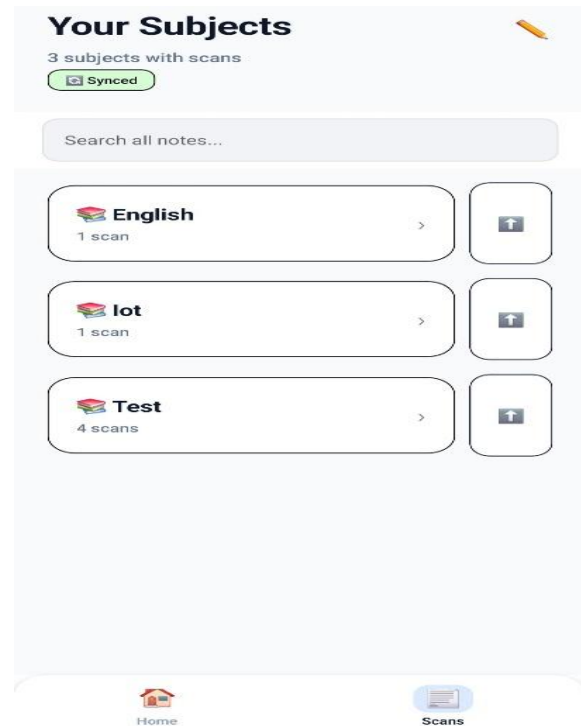 Your Subjects
3 subjects with scans
Synced
Search all notes...
English
1 scan
Iot
1 scan
Test
4 scans
Home
Scans